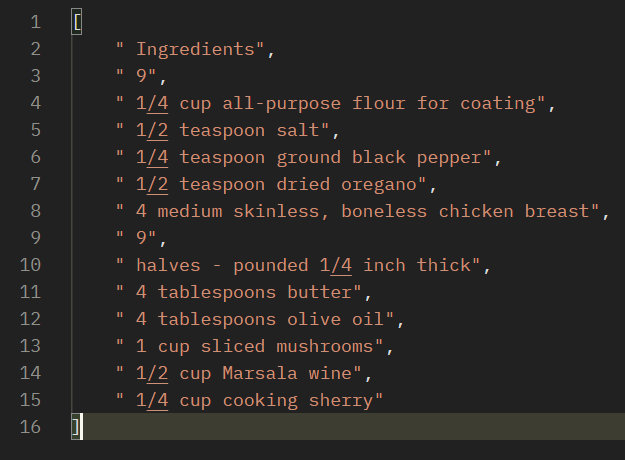 1 [
2 " Ingredients",
3 " 9",
4 " 1/4 cup all-purpose flour for coating",
5 " 1/2 teaspoon salt",
6 " 1/4 teaspoon ground black pepper",
7 " 1/2 teaspoon dried oregano",
8 " 4 medium skinless, boneless chicken breast",
9 " 9",
10 " halves - pounded 1/4 inch thick",
11 " 4 tablespoons butter",
12 " 4 tablespoons olive oil",
13 " 1 cup sliced mushrooms",
14 " 1/2 cup Marsala wine",
15 " 1/4 cup cooking sherry"
16 ]